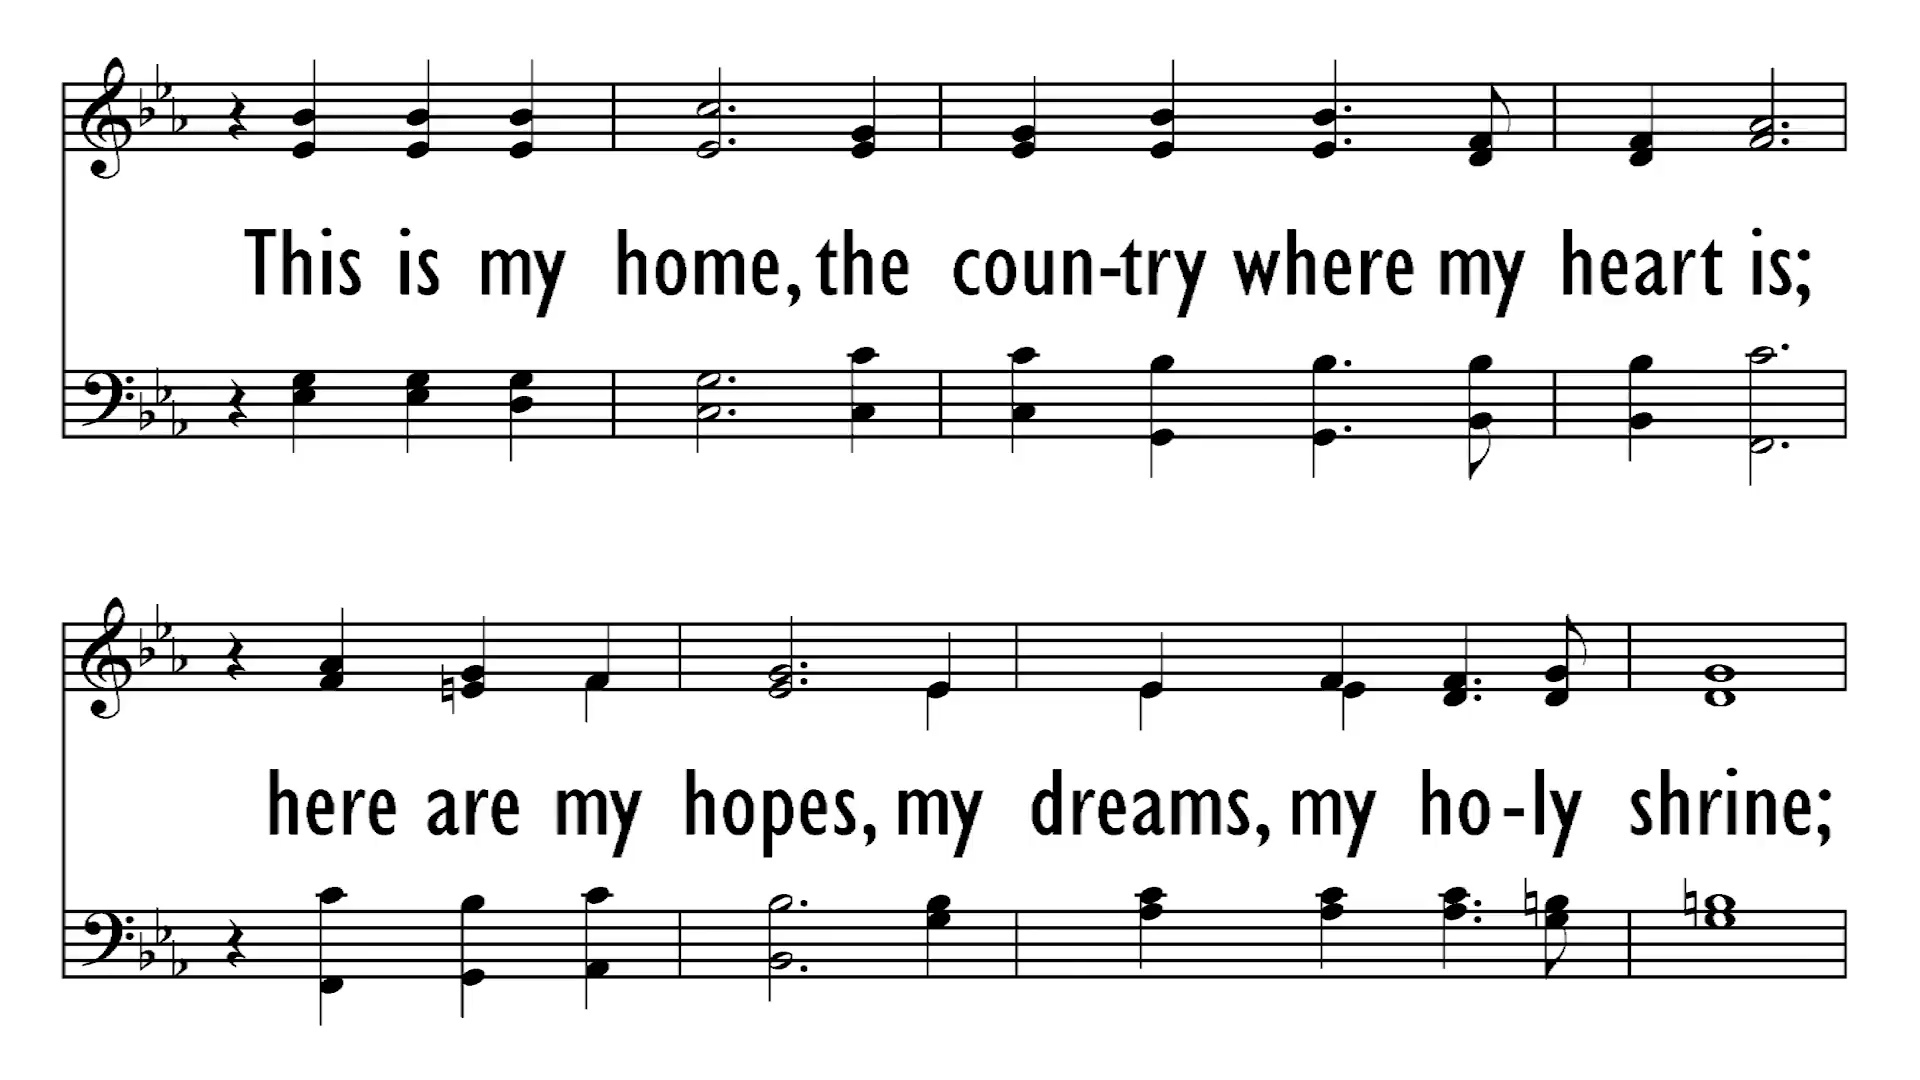 This is my home, the coun-try where my heart is;
here are my hopes, my dreams, my ho-ly shrine;